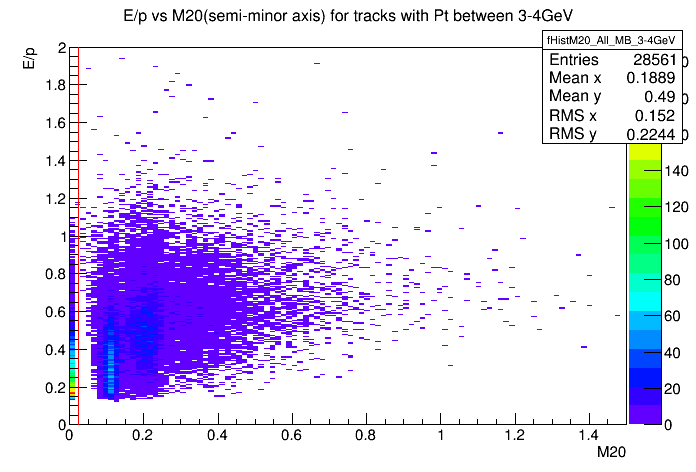 E/p vs M20(semi-minor axis) for tracks with Pt between 3-4GeV
E/p
fHistM20_All_MB_3-4GeV
Entries 28561
Mean x 0.1889
Mean y 0.49
RMS x 0.152
RMS y 0.2244
2
1.8
1.6
1.4
1.2
1
0.8
0.6
0.4
0.2
0
0 0.2 0.4 0.6 0.8 1 1.2 1.4
M20
140
120
100
80
60
40
20
0